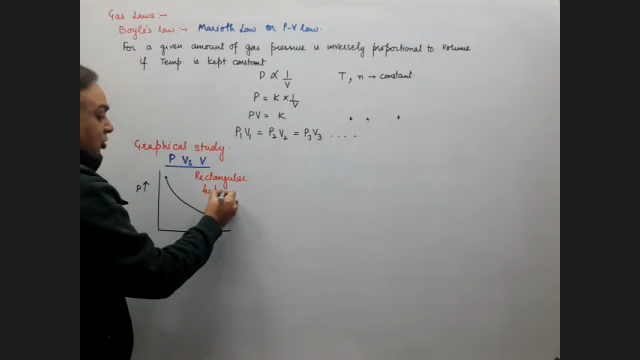 Gas Laws:-
Boyle's law:- Marioth Law or P-V law.
For a given amount of gas pressure is inversely proportional to volume
if Temp is kept constant
P ∝ 1/V T, n → constant
P = K × 1/V
PV = K
P₁V₁ = P₂V₂ = P₃V₃ ....
Graphical study.
P Vs V
Rectangular
P↑